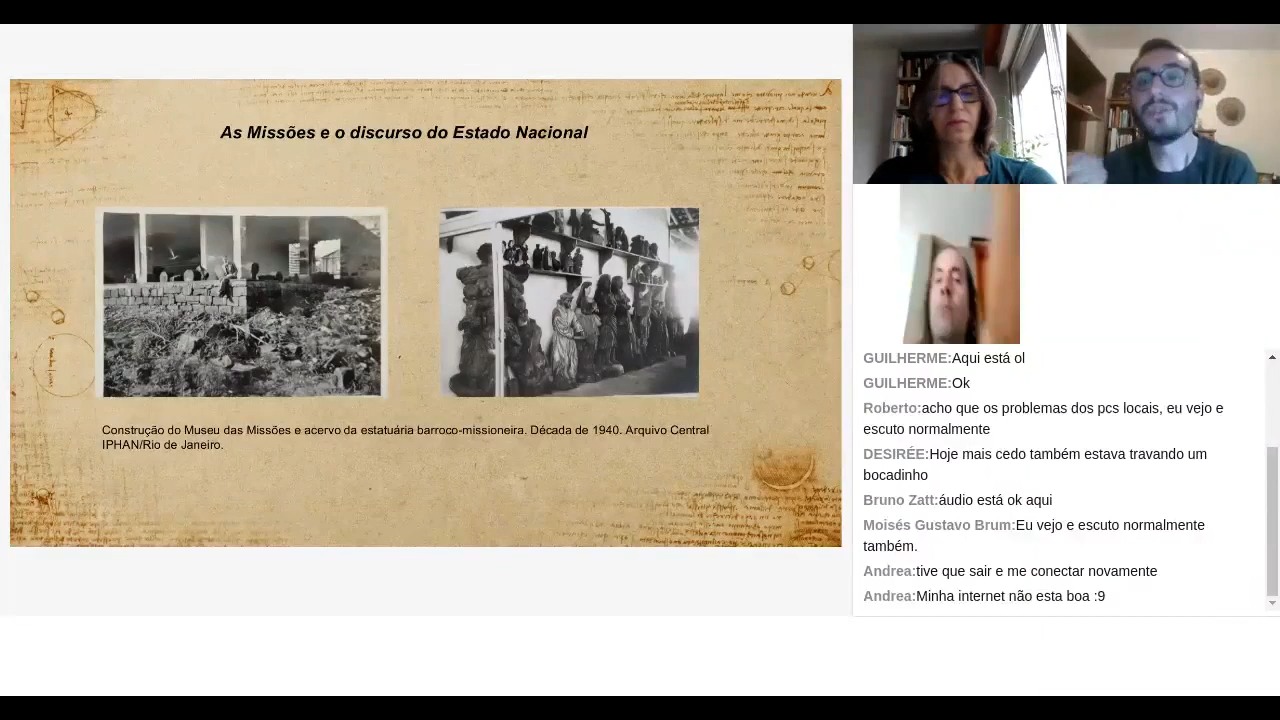 As Missões e o discurso do Estado Nacional
Construção do Museu das Missões e acervo da estatuária barroco-missioneira. Década de 1940. Arquivo Central
IPHAN/Rio de Janeiro.
GUILHERME:Aqui está ol
GUILHERME:Ok
Roberto:acho que os problemas dos pcs locais, eu vejo e
escuto normalmente
DESIRÉE:Hoje mais cedo também estava travando um
bocadinho
Bruno Zatt:áudio está ok aqui
Moisés Gustavo Brum:Eu vejo e escuto normalmente
também.
Andrea:tive que sair e me conectar novamente
Andrea:Minha internet não esta boa :9